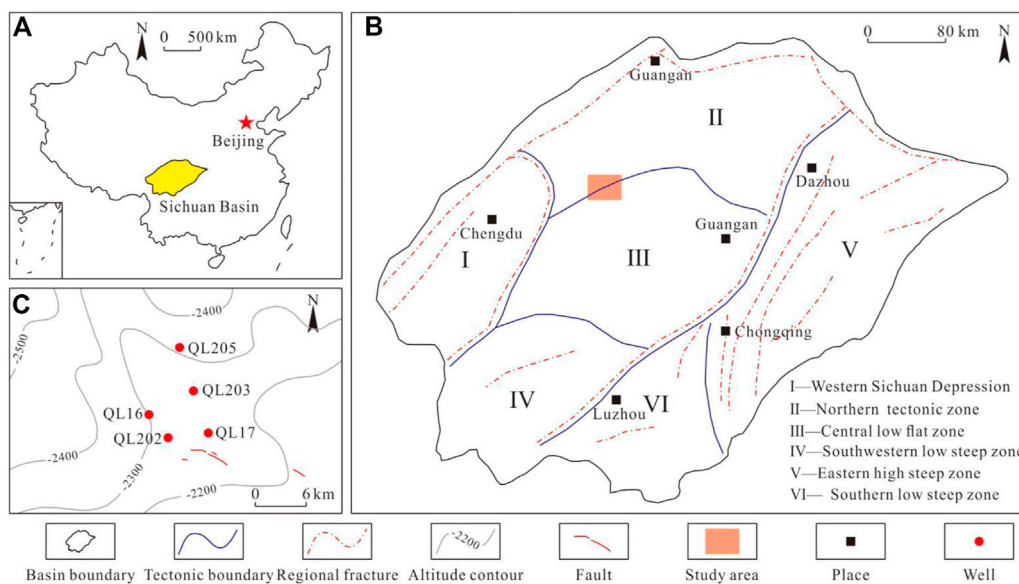 A
N
0 500 km
Beijing
Sichuan Basin
B
0 80 km
N
Guangan
II
Dazhou
Chengdu
Guangan
I
III
V
Chongqing
IV
Luzhou
VI
I—Western Sichuan Depression
II—Northern tectonic zone
III—Central low flat zone
IV—Southwestern low steep zone
V—Eastern high steep zone
VI— Southern low steep zone
C
N
-2400
-2500
QL205
QL203
QL16
QL202
QL17
-2400
-2300
-2200
0 6 km
-2200
Basin boundary
Tectonic boundary
Regional fracture
Altitude contour
Fault
Study area
Place
Well